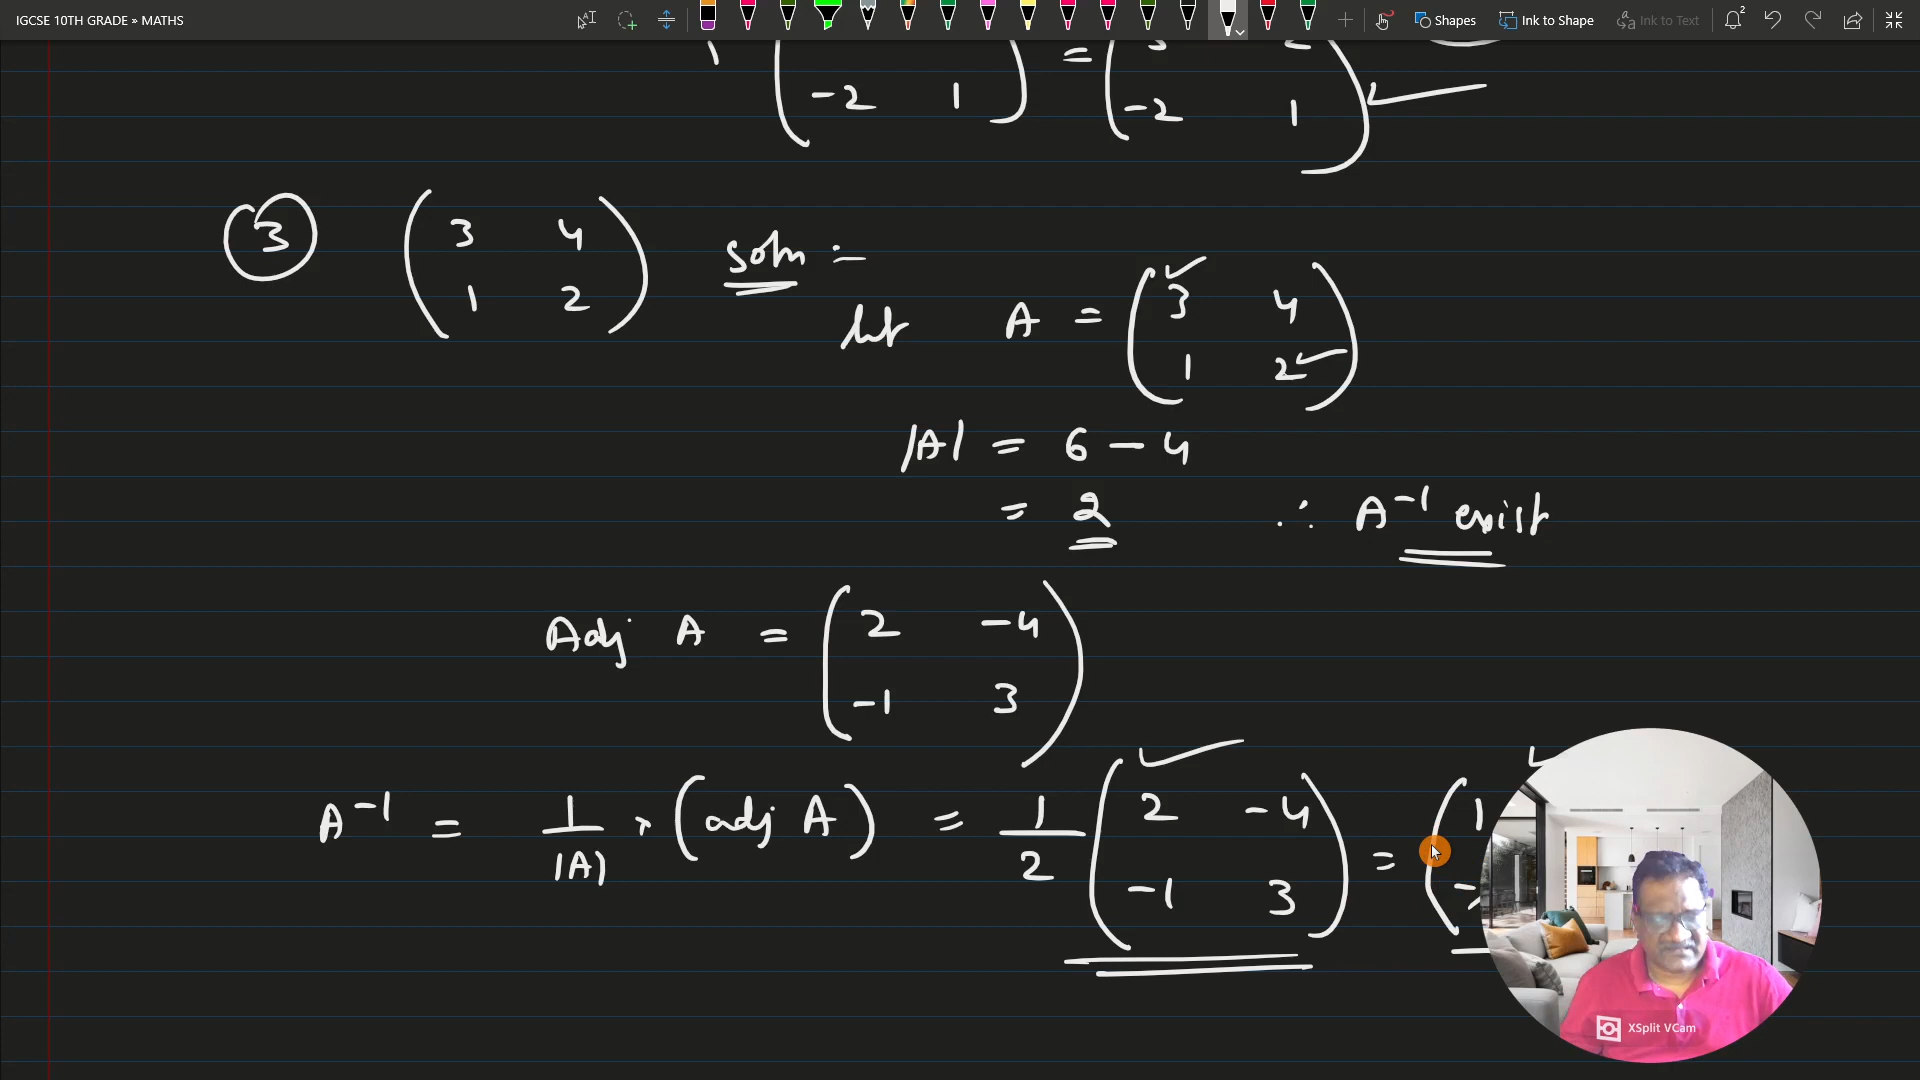 IGCSE 10TH GRADE » MATHS Shapes Ink to Shape Ink to Text 2
=
-2 1 -2 1
3 ( 3 4 ) soln :-
( 1 2 )
let A = ( 3 4 )
( 1 2 )
|A| = 6 - 4
= 2 ∴ A⁻¹ exist
Adj A = ( 2 -4 )
( -1 3 )
A⁻¹ = 1/|A| × (adj A) = 1/2 ( 2 -4 ) = ( 1
( -1 3 )
XSplit VCam